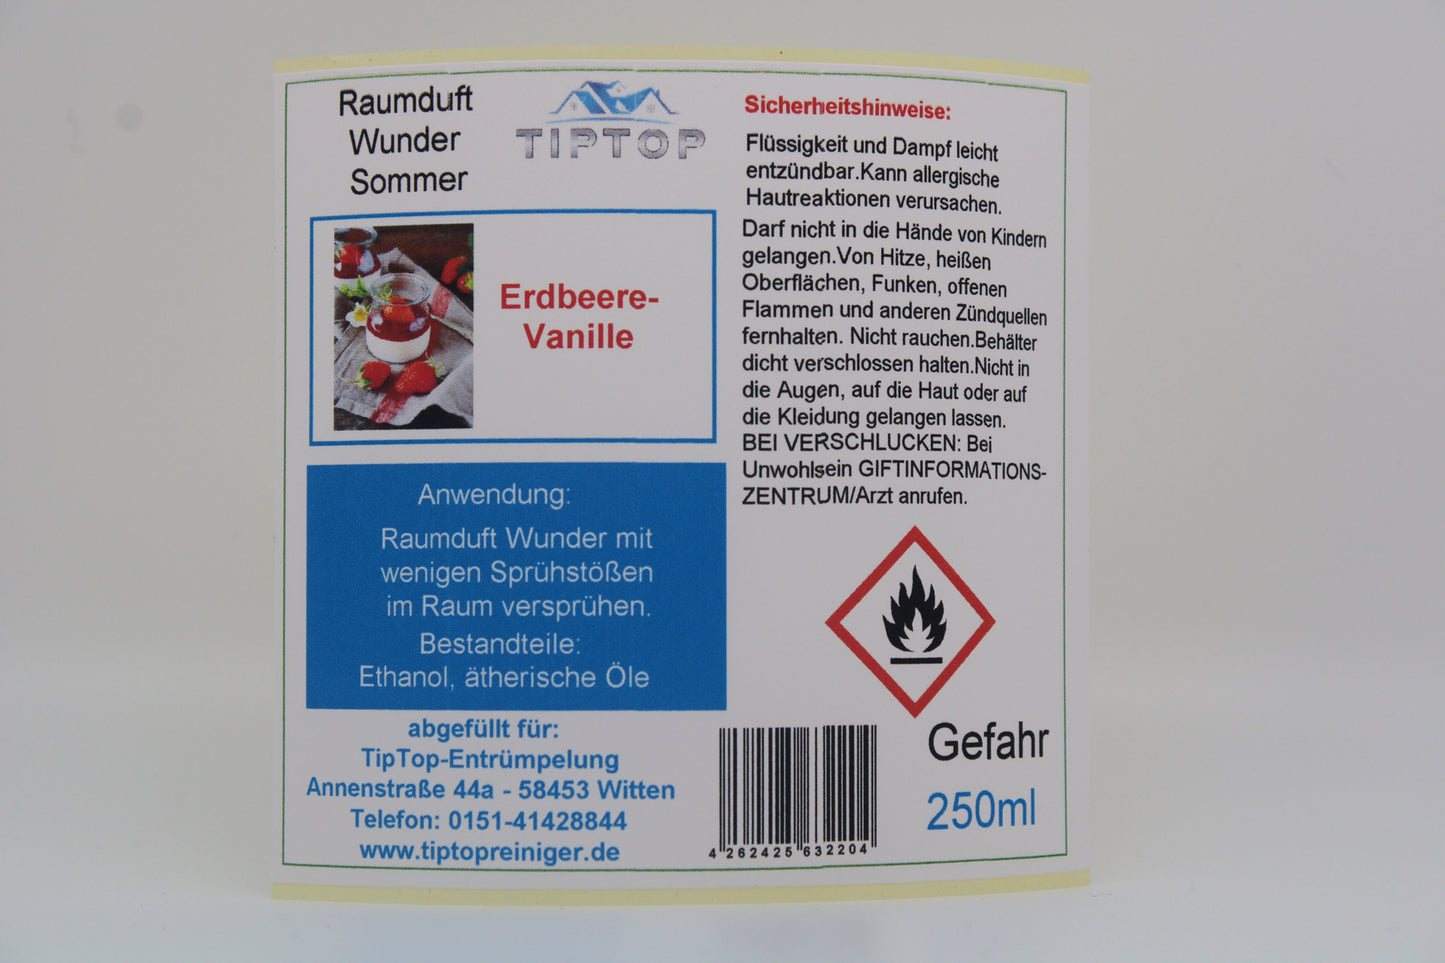 Raumduft
Wunder
Sommer
TIPTOP
Erdbeere-
Vanille
Anwendung:
Raumduft Wunder mit
wenigen Sprühstößen
im Raum versprühen.
Bestandteile:
Ethanol, ätherische Öle
abgefüllt für:
TipTop-Entrümpelung
Annenstraße 44a - 58453 Witten
Telefon: 0151-41428844
www.tiptopreiniger.de
Sicherheitshinweise:
Flüssigkeit und Dampf leicht
entzündbar.Kann allergische
Hautreaktionen verursachen.
Darf nicht in die Hände von Kindern
gelangen.Von Hitze, heißen
Oberflächen, Funken, offenen
Flammen und anderen Zündquellen
fernhalten. Nicht rauchen.Behälter
dicht verschlossen halten.Nicht in
die Augen, auf die Haut oder auf
die Kleidung gelangen lassen.
BEI VERSCHLUCKEN: Bei
Unwohlsein GIFTINFORMATIONS-
ZENTRUM/Arzt anrufen.
Gefahr
250ml
4 262425 632204